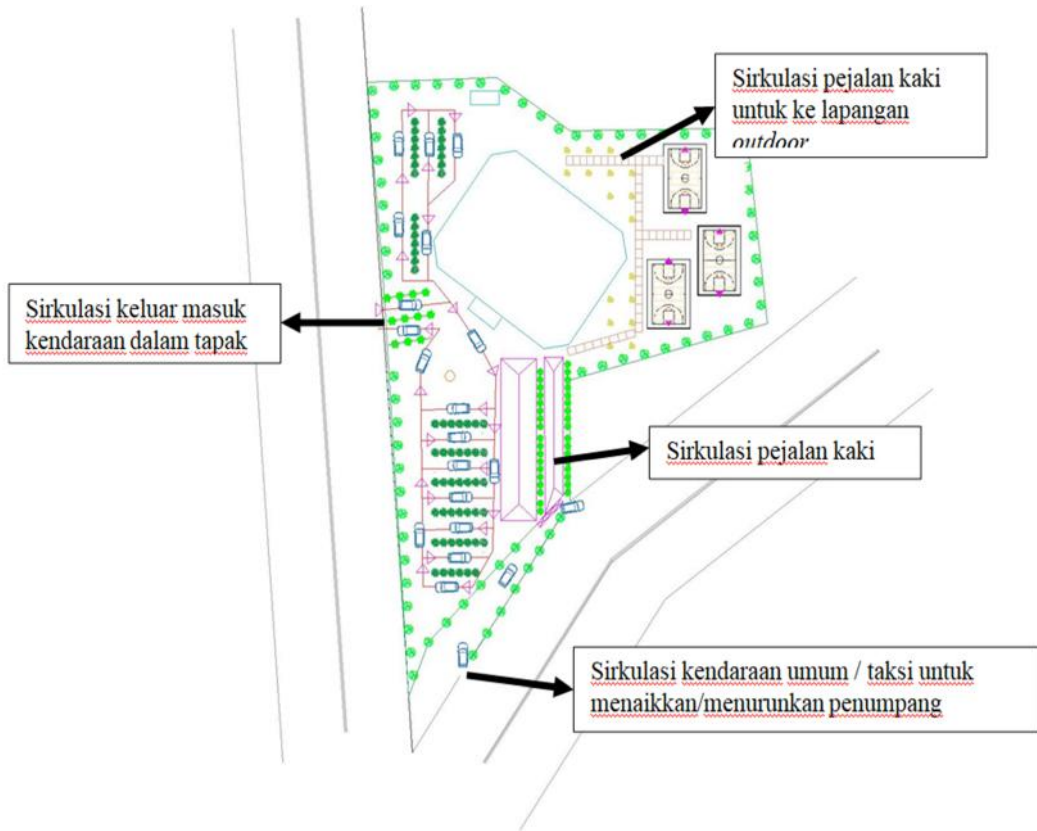 Sirkulasi pejalan kaki
untuk ke lapangan
outdoor
Sirkulasi keluar masuk
kendaraan dalam tapak
Sirkulasi pejalan kaki
Sirkulasi kendaraan umum / taksi untuk
menaikkan/menurunkan penumpang